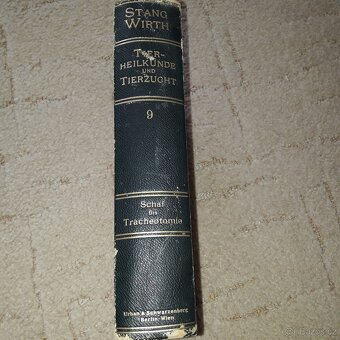 STANG
WIRTH
TIER-
HEILKUNDE
UND
TIERZUCHT
9
Schaf
bis
Tracheotomie
Urban & Schwarzenberg
Berlin, Wien